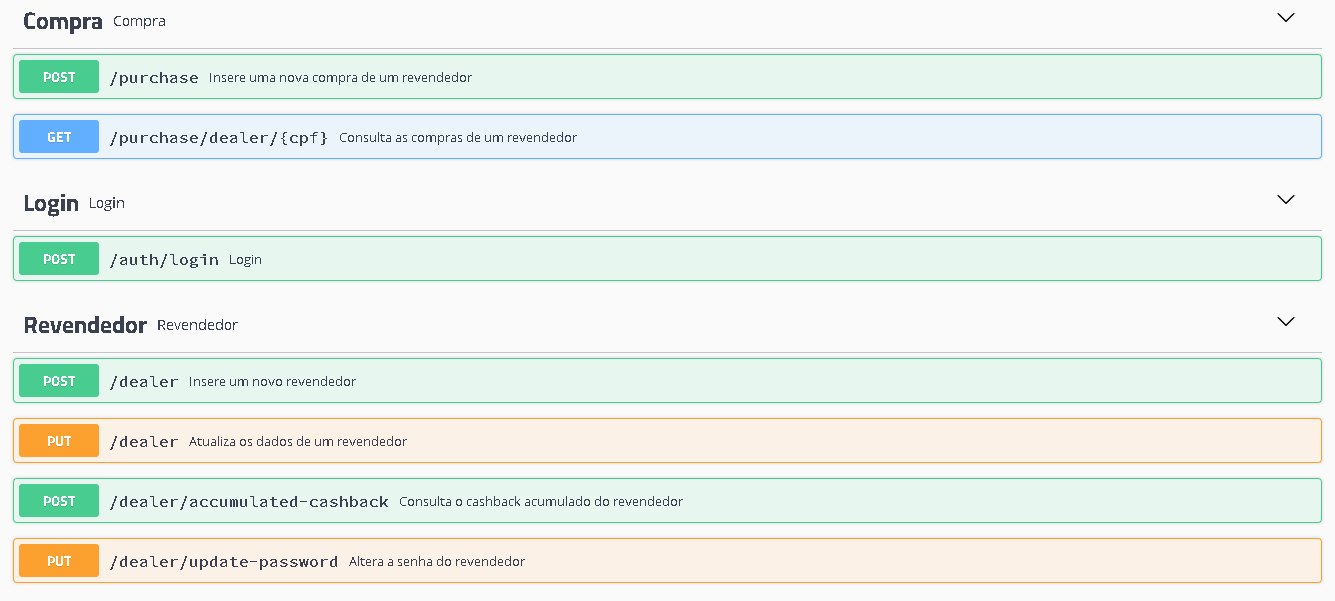 Compra Compra
POST /purchase Insere uma nova compra de um revendedor
GET /purchase/dealer/{cpf} Consulta as compras de um revendedor
Login Login
POST /auth/login Login
Revendedor Revendedor
POST /dealer Insere um novo revendedor
PUT /dealer Atualiza os dados de um revendedor
POST /dealer/accumulated-cashback Consulta o cashback acumulado do revendedor
PUT /dealer/update-password Altera a senha do revendedor